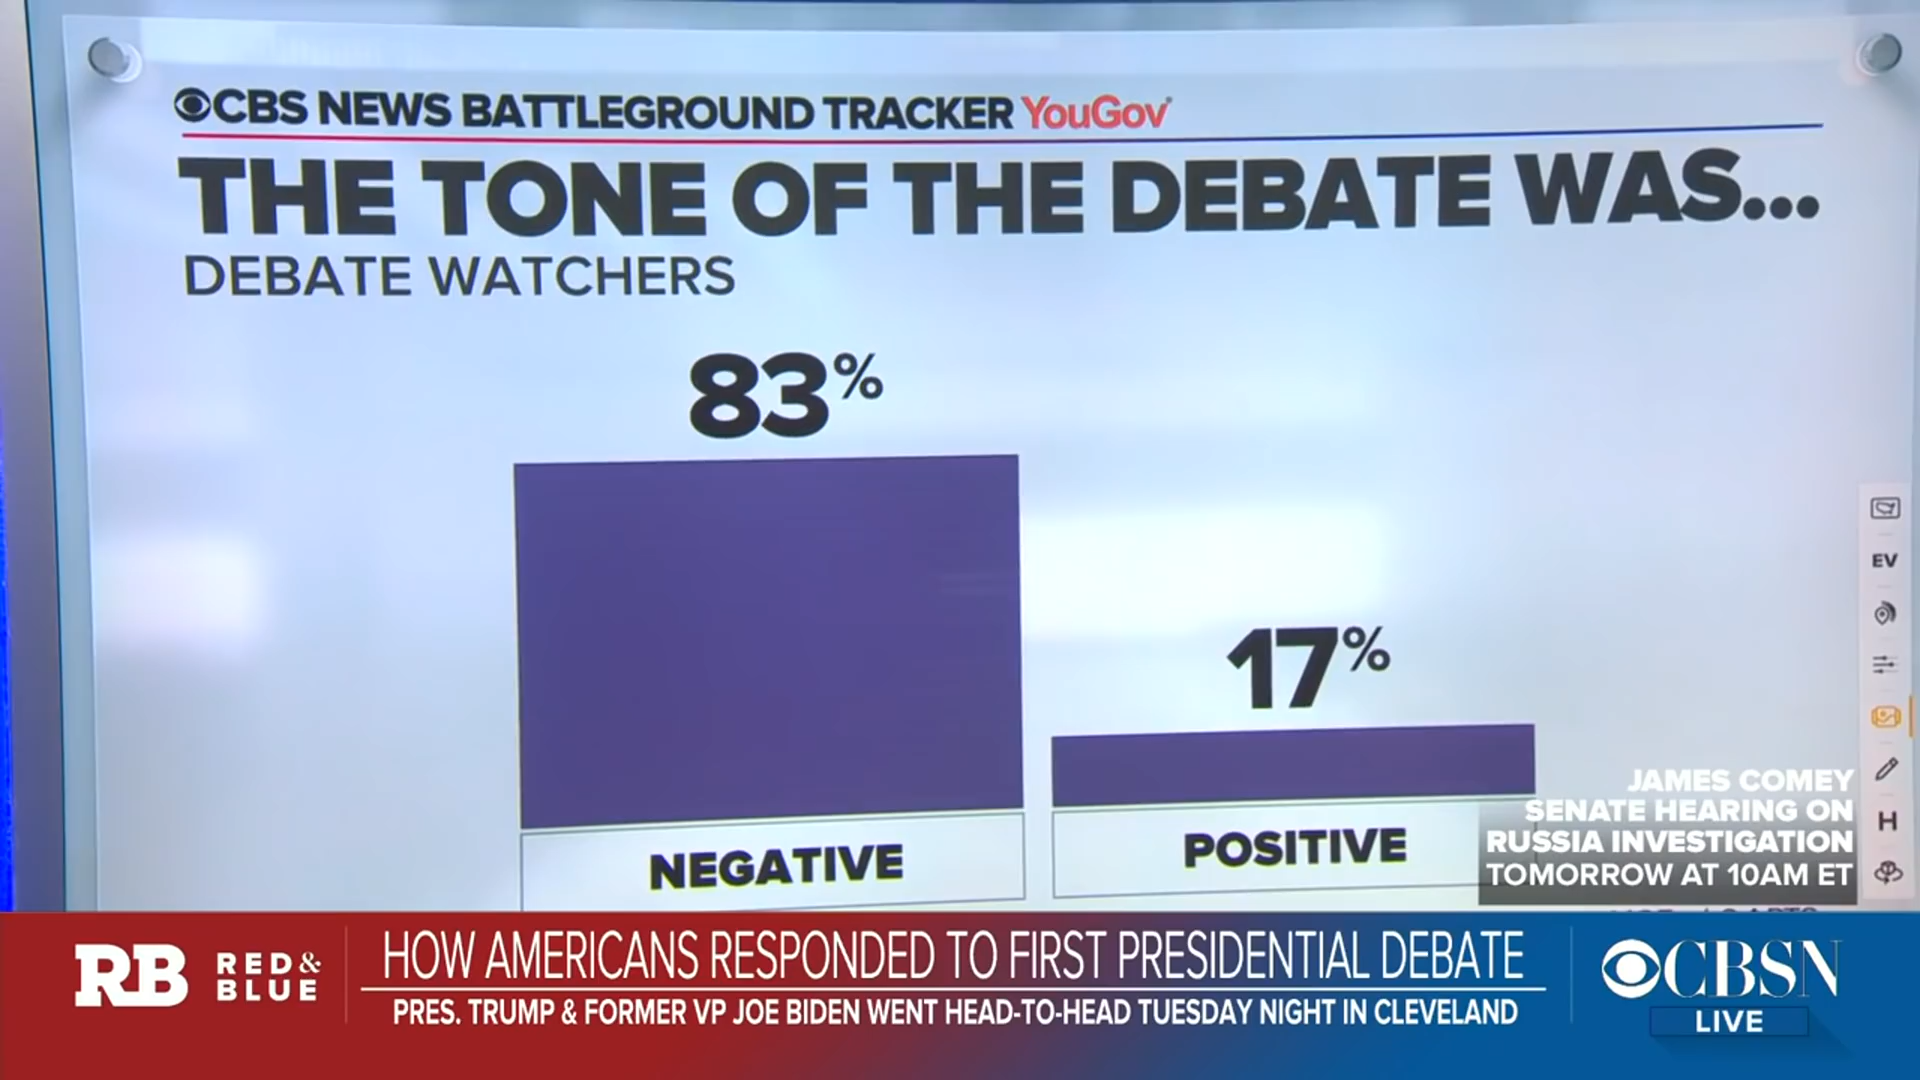 CBS NEWS BATTLEGROUND TRACKER YouGov
THE TONE OF THE DEBATE WAS...
DEBATE WATCHERS
83%
17%
NEGATIVE
POSITIVE
EV
H
JAMES COMEY
SENATE HEARING ON
RUSSIA INVESTIGATION
TOMORROW AT 10AM ET
RB RED &
BLUE
HOW AMERICANS RESPONDED TO FIRST PRESIDENTIAL DEBATE
PRES. TRUMP & FORMER VP JOE BIDEN WENT HEAD-TO-HEAD TUESDAY NIGHT IN CLEVELAND
CBSN
LIVE